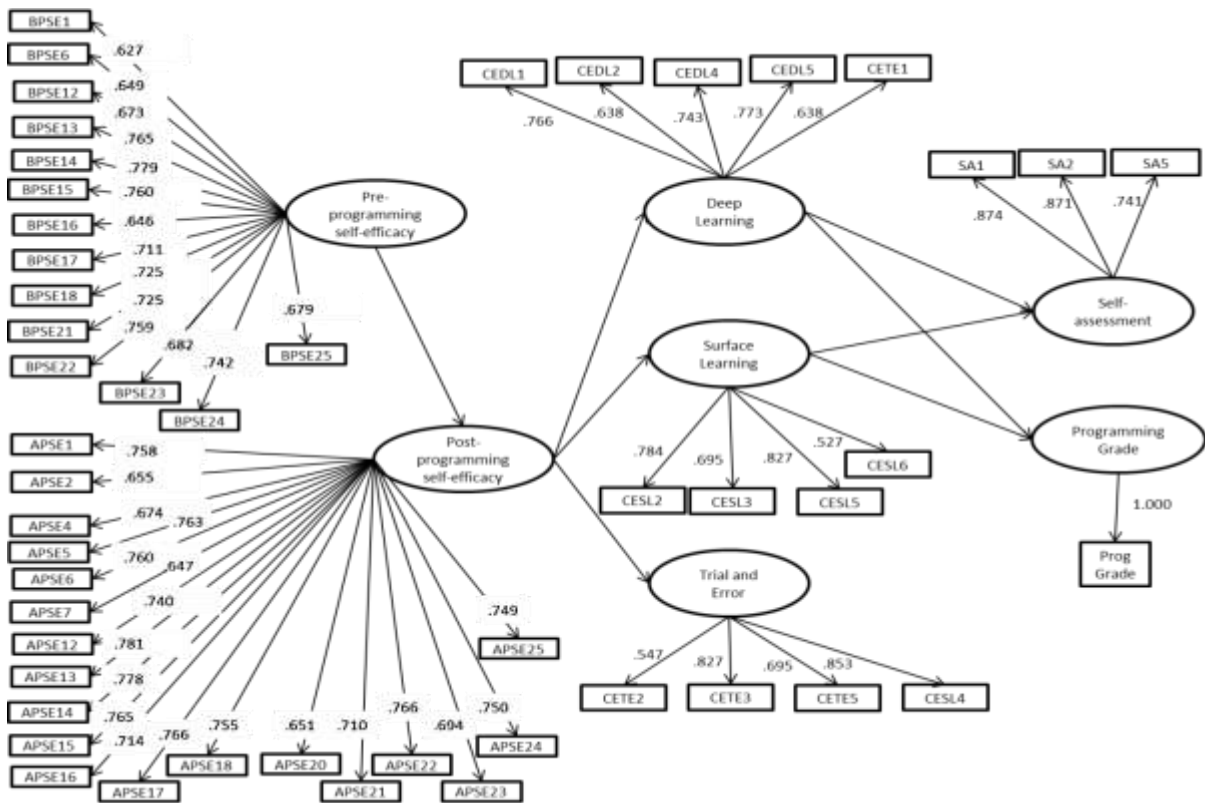 BPSE1
.627
BPSE6
.649
BPSE12
.673
BPSE13
.765
BPSE14
.779
BPSE15
.760
BPSE16
.646
BPSE17
.711
BPSE18
.725
BPSE21
.725
BPSE22
.759
BPSE23
.682
BPSE24
.742
BPSE25
.679
Pre-
programming
self-efficacy
APSE1
.758
APSE2
.655
APSE4
.674
APSE5
.763
APSE6
.760
APSE7
.647
APSE12
.740
APSE13
.781
APSE14
.778
APSE15
.765
APSE16
.714
APSE17
.766
APSE18
.755
APSE20
.651
APSE21
.710
APSE22
.766
APSE23
.694
APSE24
.750
APSE25
.749
Post-
programming
self-efficacy
CEDL1
CEDL2
CEDL4
CEDL5
CETE1
.766
.638
.743
.773
.638
Deep
Learning
SA1
SA2
SA5
.874
.871
.741
Self-
assessment
Surface
Learning
.784
.695
.827
.527
CESL2
CESL3
CESL5
CESL6
Programming
Grade
1.000
Prog
Grade
Trial and
Error
.547
.827
.695
.853
CETE2
CETE3
CETE5
CESL4